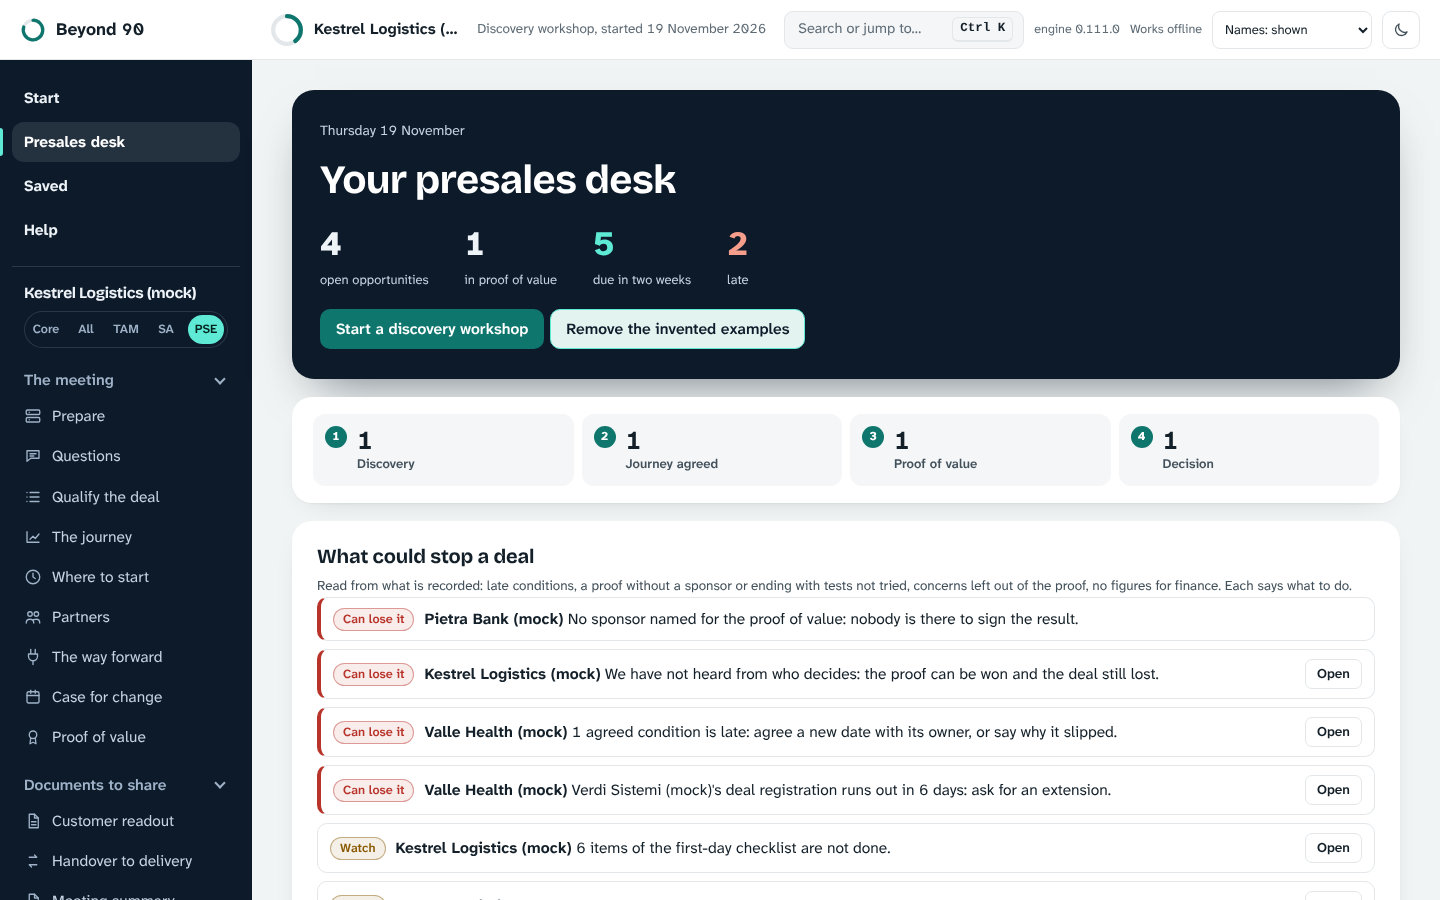 Beyond 90
Kestrel Logistics (...
Discovery workshop, started 19 November 2026
Search or jump to...
Ctrl K
engine 0.111.0
Works offline
Names: shown
Start
Presales desk
Saved
Help
Kestrel Logistics (mock)
Core All TAM SA PSE
The meeting
Prepare
Questions
Qualify the deal
The journey
Where to start
Partners
The way forward
Case for change
Proof of value
Documents to share
Customer readout
Handover to delivery
Meeting summary
Thursday 19 November
Your presales desk
4 open opportunities
1 in proof of value
5 due in two weeks
2 late
Start a discovery workshop
Remove the invented examples
1 1 Discovery
2 1 Journey agreed
3 1 Proof of value
4 1 Decision
What could stop a deal
Read from what is recorded: late conditions, a proof without a sponsor or ending with tests not tried, concerns left out of the proof, no figures for finance. Each says what to do.
Can lose it Pietra Bank (mock) No sponsor named for the proof of value: nobody is there to sign the result.
Can lose it Kestrel Logistics (mock) We have not heard from who decides: the proof can be won and the deal still lost. Open
Can lose it Valle Health (mock) 1 agreed condition is late: agree a new date with its owner, or say why it slipped. Open
Can lose it Valle Health (mock) Verdi Sistemi (mock)'s deal registration runs out in 6 days: ask for an extension. Open
Watch Kestrel Logistics (mock) 6 items of the first-day checklist are not done. Open